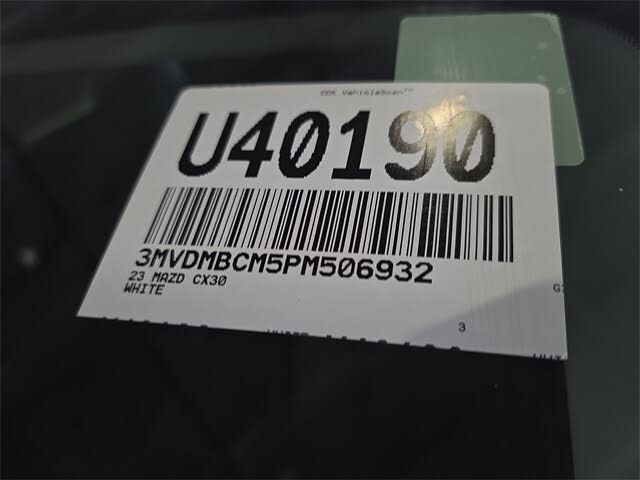 CDK VehicleScan™
U40190
3MVDMBCM5PM506932
23 MAZD CX30
WHITE
3